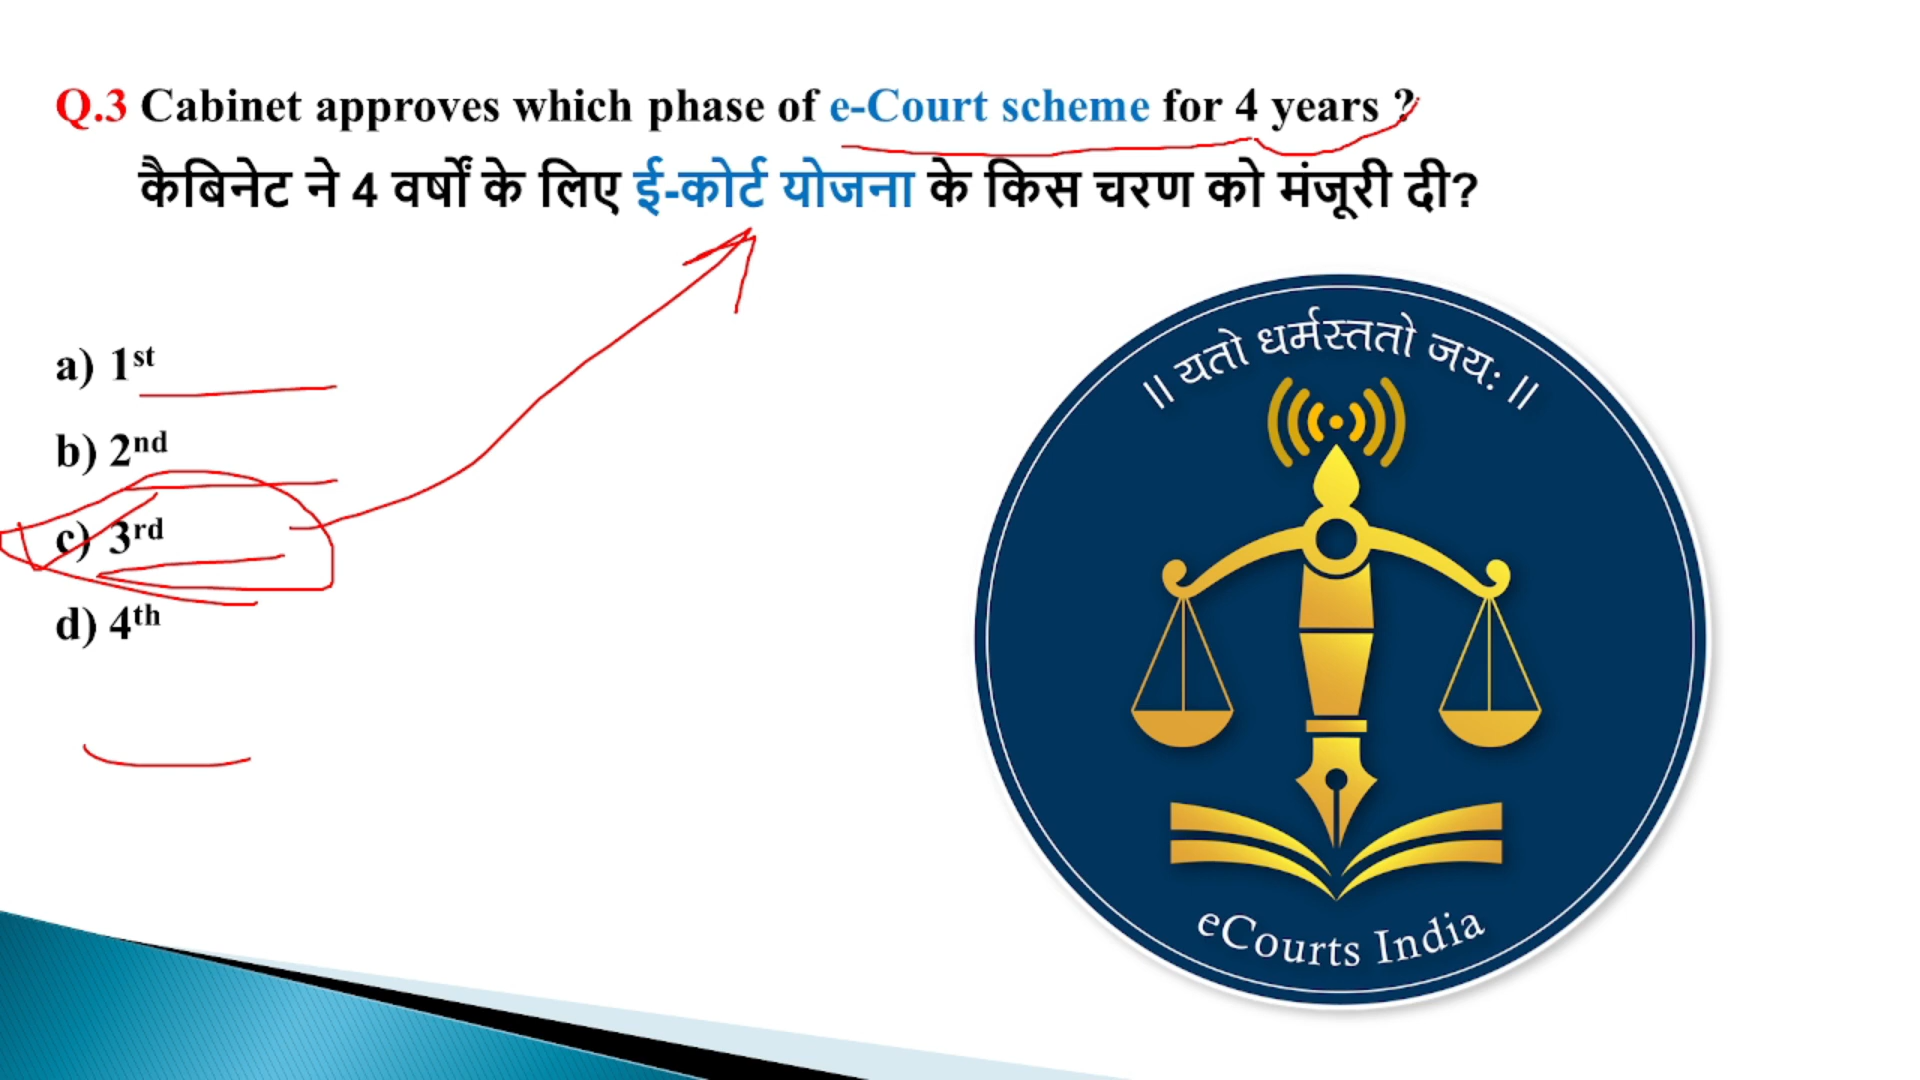 Q.3 Cabinet approves which phase of e-Court scheme for 4 years ?
कैबिनेट ने 4 वर्षों के लिए ई-कोर्ट योजना के किस चरण को मंजूरी दी?
a) 1st
b) 2nd
c) 3rd
d) 4th
॥ यतो धर्मस्ततो जयः ॥
eCourts India